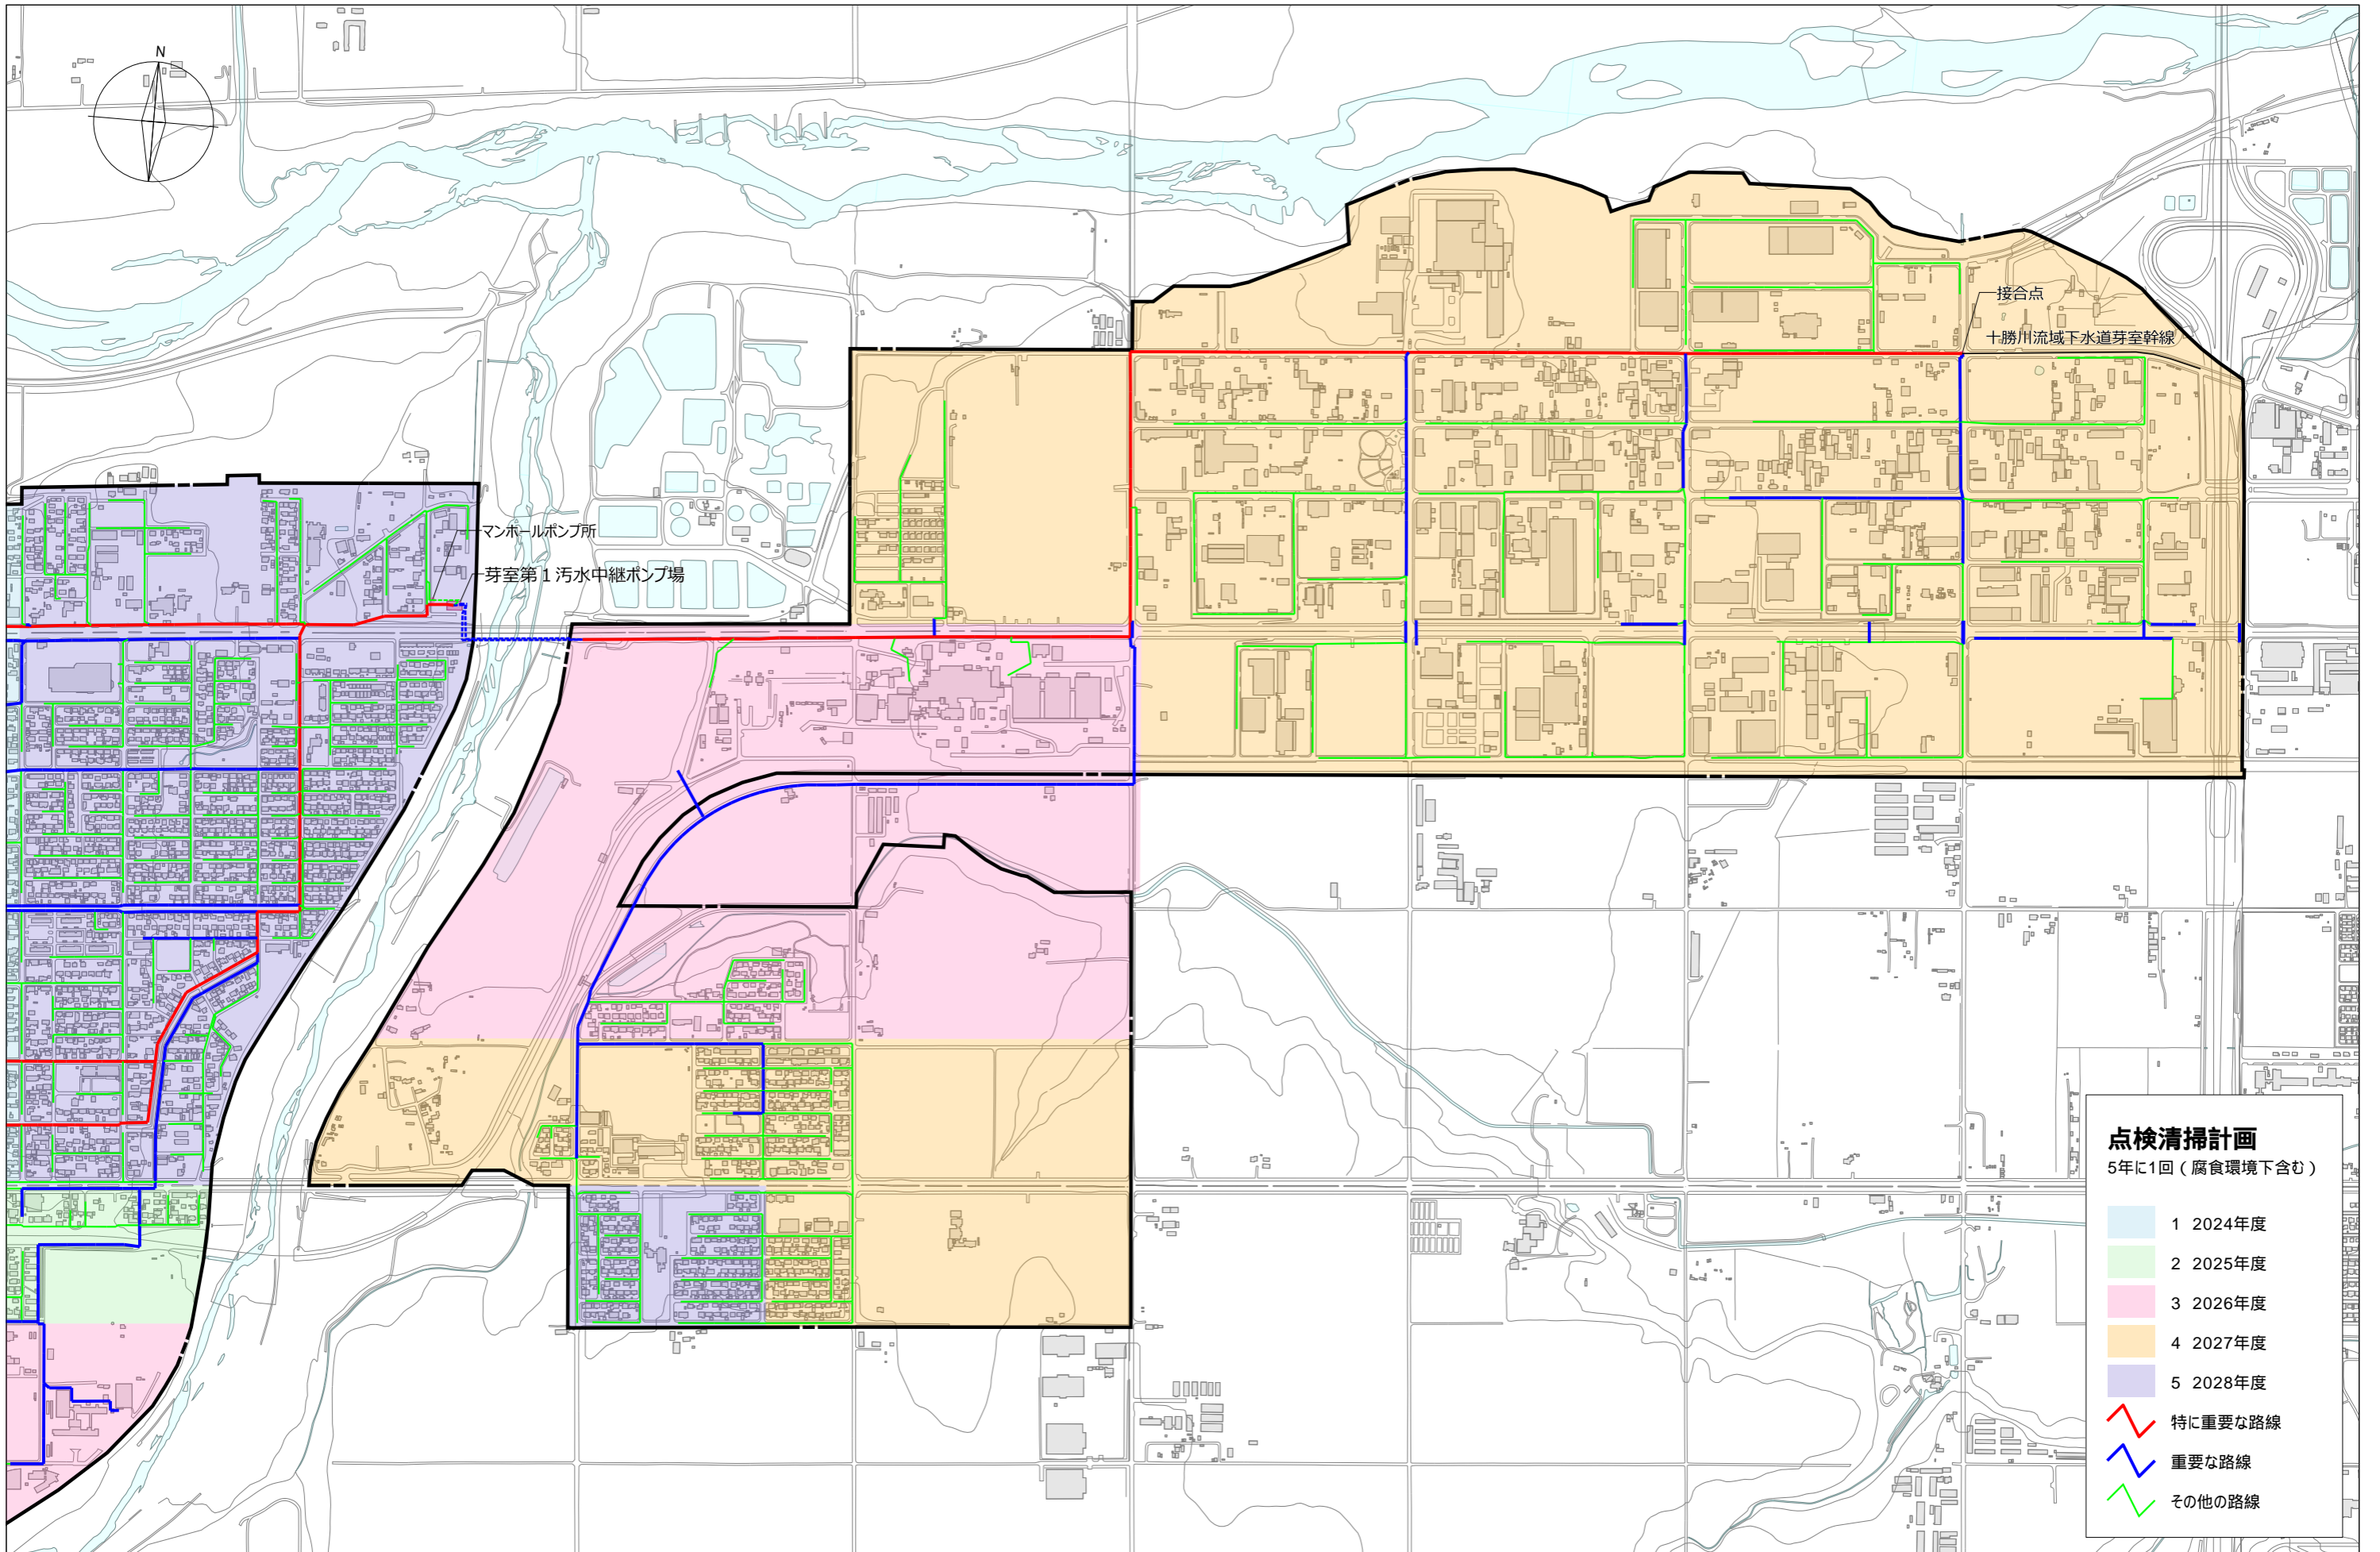 N
接合点
十勝川流域下水道芽室幹線
マンホールポンプ所
芽室第1汚水中継ポンプ場
点検清掃計画
5年に1回(腐食環境下含む)
1 2024年度
2 2025年度
3 2026年度
4 2027年度
5 2028年度
特に重要な路線
重要な路線
その他の路線